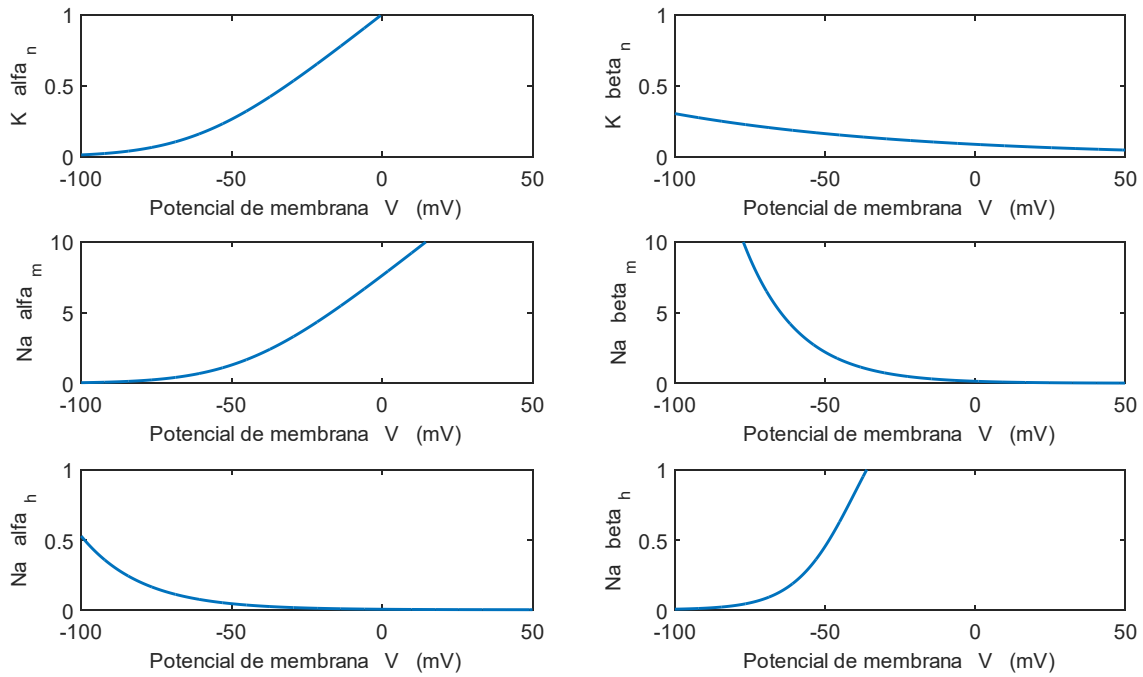 K alfa n
1
0.5
0
-100 -50 0 50
Potencial de membrana V (mV)
K beta n
1
0.5
0
-100 -50 0 50
Potencial de membrana V (mV)
Na alfa m
10
5
0
-100 -50 0 50
Potencial de membrana V (mV)
Na beta m
10
5
0
-100 -50 0 50
Potencial de membrana V (mV)
Na alfa h
1
0.5
0
-100 -50 0 50
Potencial de membrana V (mV)
Na beta h
1
0.5
0
-100 -50 0 50
Potencial de membrana V (mV)